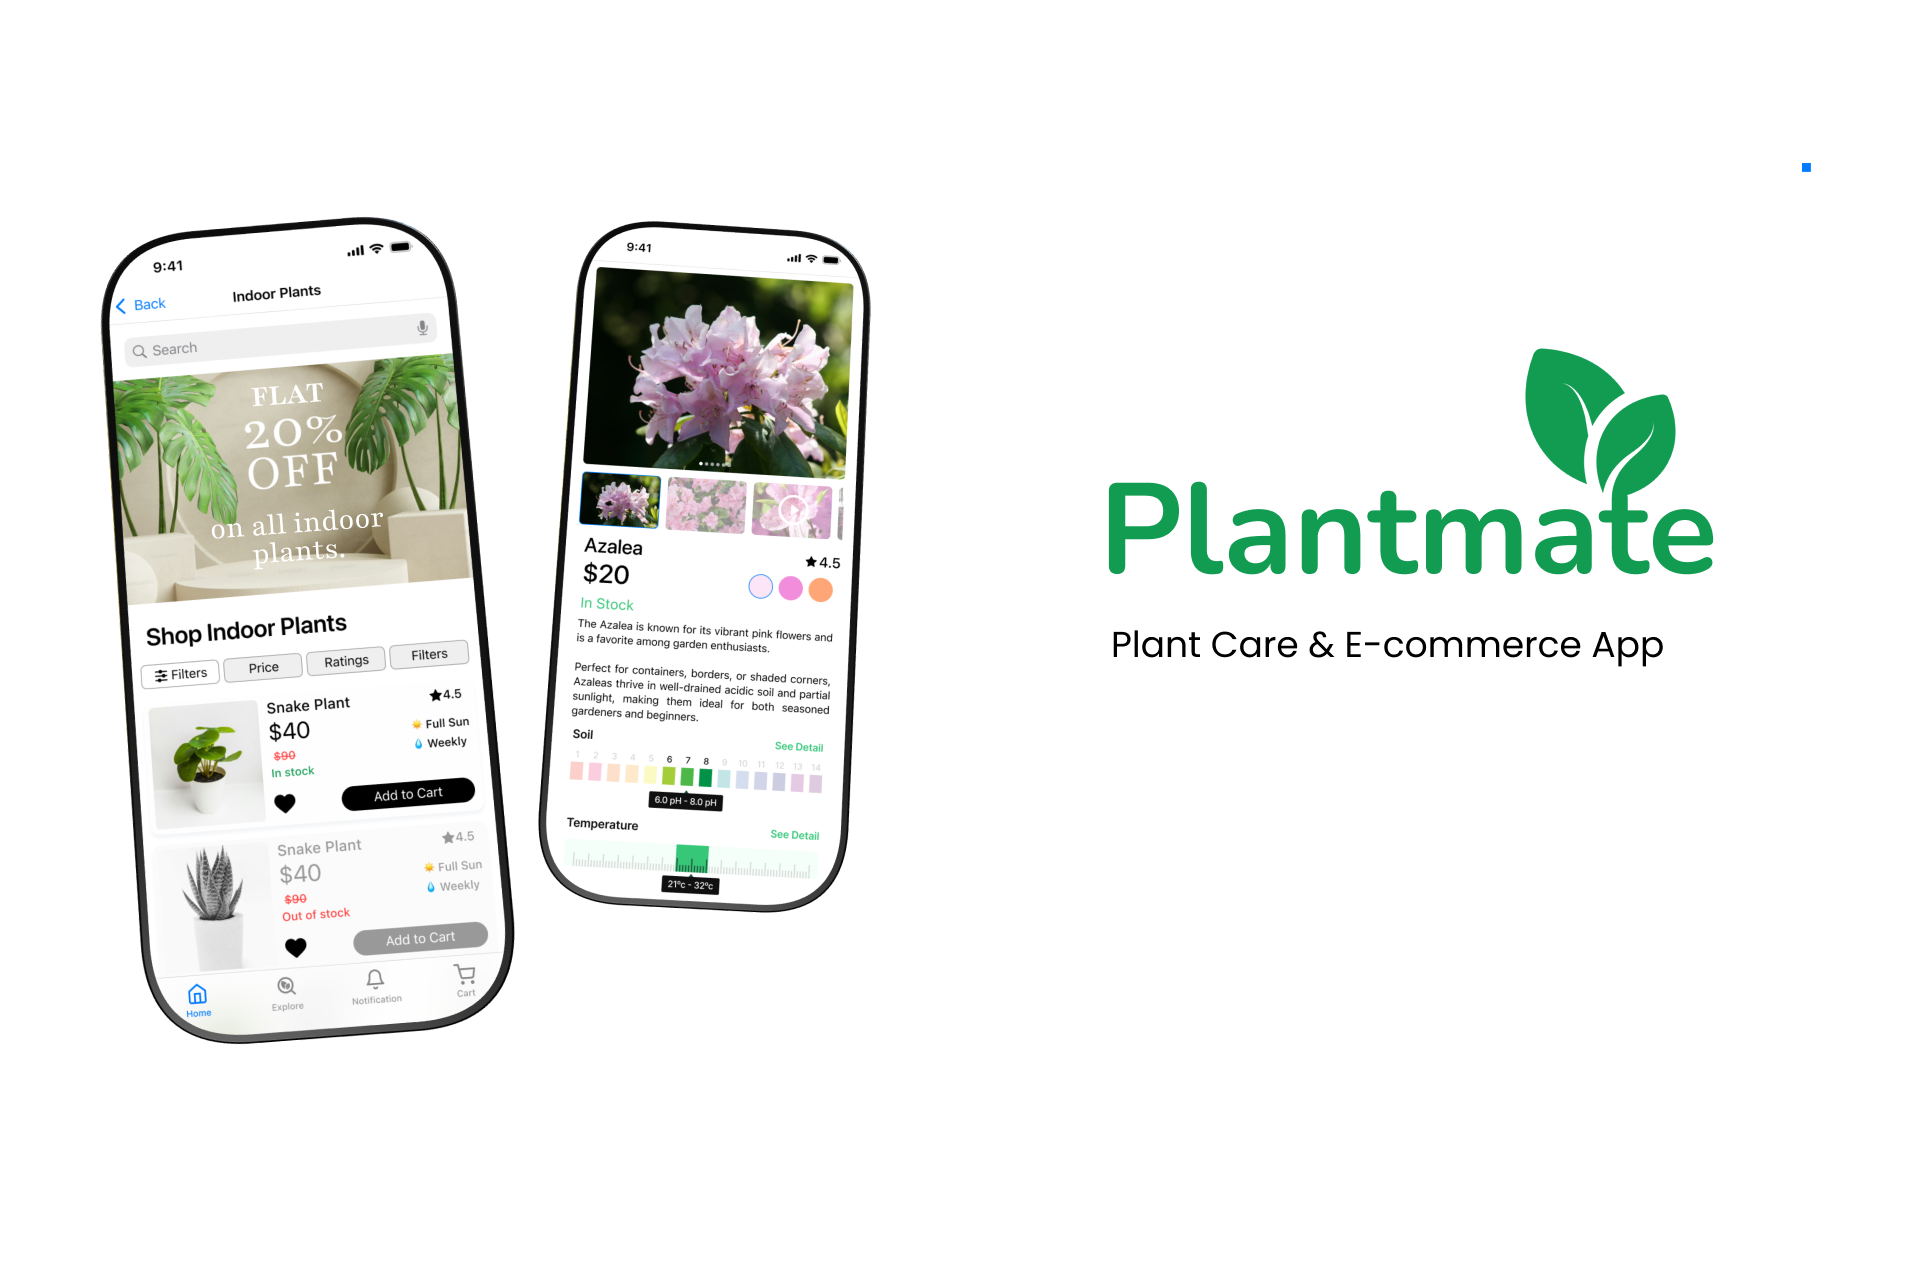 9:41
Back
Indoor Plants
Search
FLAT
20%
OFF
on all indoor
plants.
Shop Indoor Plants
Filters
Price
Ratings
Filters
Snake Plant
4.5
$40
Full Sun
$90
Weekly
In stock
Add to Cart
Snake Plant
4.5
$40
Full Sun
$90
Weekly
Out of stock
Add to Cart
Home
Explore
Notification
Cart
9:41
Azalea
4.5
$20
In Stock
The Azalea is known for its vibrant pink flowers and
is a favorite among garden enthusiasts.
Perfect for containers, borders, or shaded corners,
Azaleas thrive in well-drained acidic soil and partial
sunlight, making them ideal for both seasoned
gardeners and beginners.
Soil
See Detail
1 2 3 4 5 6 7 8 9 10 11 12 13 14
6.0 pH - 8.0 pH
Temperature
See Detail
21°c - 32°c
Plantmate
Plant Care & E-commerce App